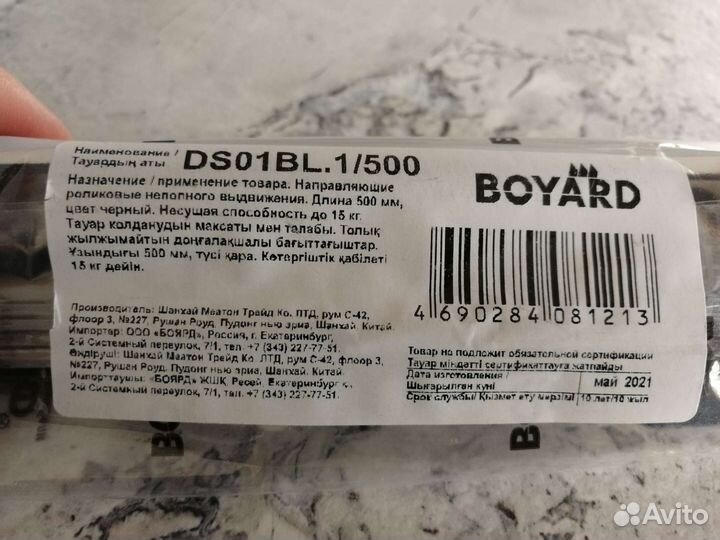 Наименование /
Тауардың аты DS01BL.1/500
BOYARD
Назначение / применение товара. Направляющие
роликовые неполного выдвижения. Длина 500 мм,
цвет черный. Несущая способность до 15 кг.
Тауар колданудын максаты мен талабы. Толық
жылжымайтын доңғалақшалы бағыттағыштар.
Ұзындығы 500 мм, түсі қара. Көтергіштік қабілеті
15 кг дейін.
4 690284 081213
Производитель: Шанхай Маатон Трейд Ко. ЛТД, рум С-42,
флоор 3, №227, Рушан Роуд, Пудонг нью эриа, Шанхай. Китай.
Импортер: ООО «БОЯРД», Россия, г. Екатеринбург,
2-й Системный переулок, 7/1, тел. +7 (343) 227-77-51.
Өндіруші: Шанхай Маатон Трейд Ко. ЛТД, рум С-42, флоор 3,
№227, Рушан Роуд, Пудонг нью эриа, Шанхай. Китай.
Импорттаушы: «БОЯРД» ЖШҚ, Ресей, Екатеринбург қ.,
2-й Системный переулок, 7/1, тел. +7 (343) 227-77-51.
Товар не подлежит обязательной сертификации
Тауар міндетті сертификаттауға жатпайды
Дата изготовления /
Шығарылған күні май 2021
Срок службы/ Қызмет ету мерзімі 10 лет/10 жыл
Avito